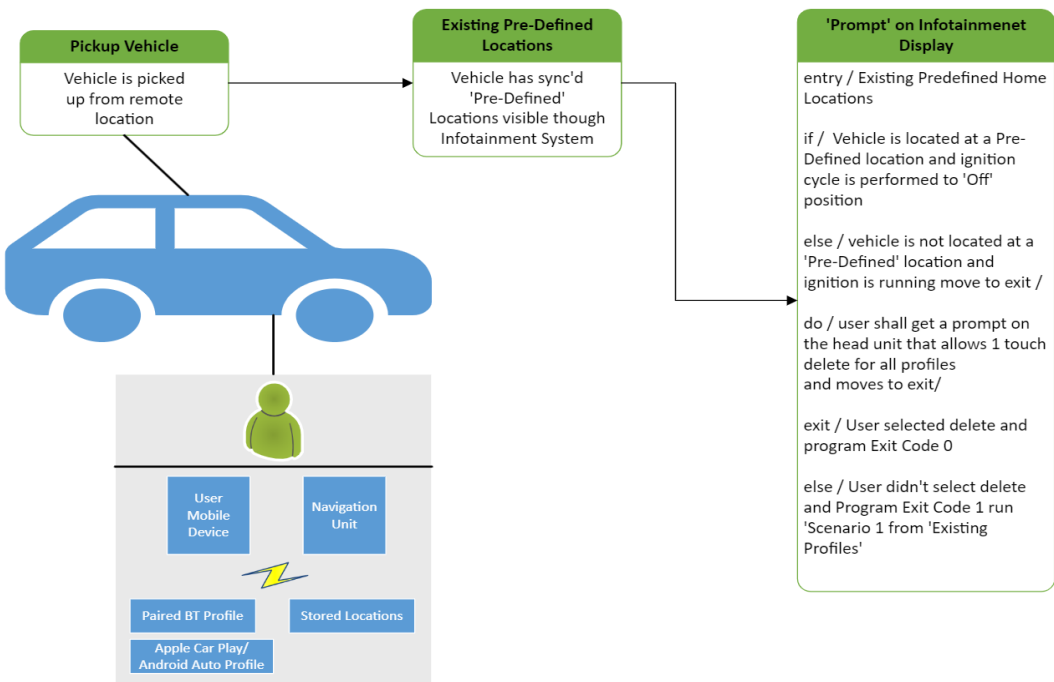 Pickup Vehicle
Vehicle is picked
up from remote
location
Existing Pre-Defined
Locations
Vehicle has sync'd
'Pre-Defined'
Locations visible though
Infotainment System
'Prompt' on Infotainmenet
Display
entry / Existing Predefined Home
Locations
if / Vehicle is located at a Pre-
Defined location and ignition
cycle is performed to 'Off'
position
else / vehicle is not located at a
'Pre-Defined' location and
ignition is running move to exit /
do / user shall get a prompt on
the head unit that allows 1 touch
delete for all profiles
and moves to exit/
exit / User selected delete and
program Exit Code 0
else / User didn't select delete
and Program Exit Code 1 run
'Scenario 1 from 'Existing
Profiles'
User
Mobile
Device
Navigation
Unit
Paired BT Profile
Stored Locations
Apple Car Play/
Android Auto Profile